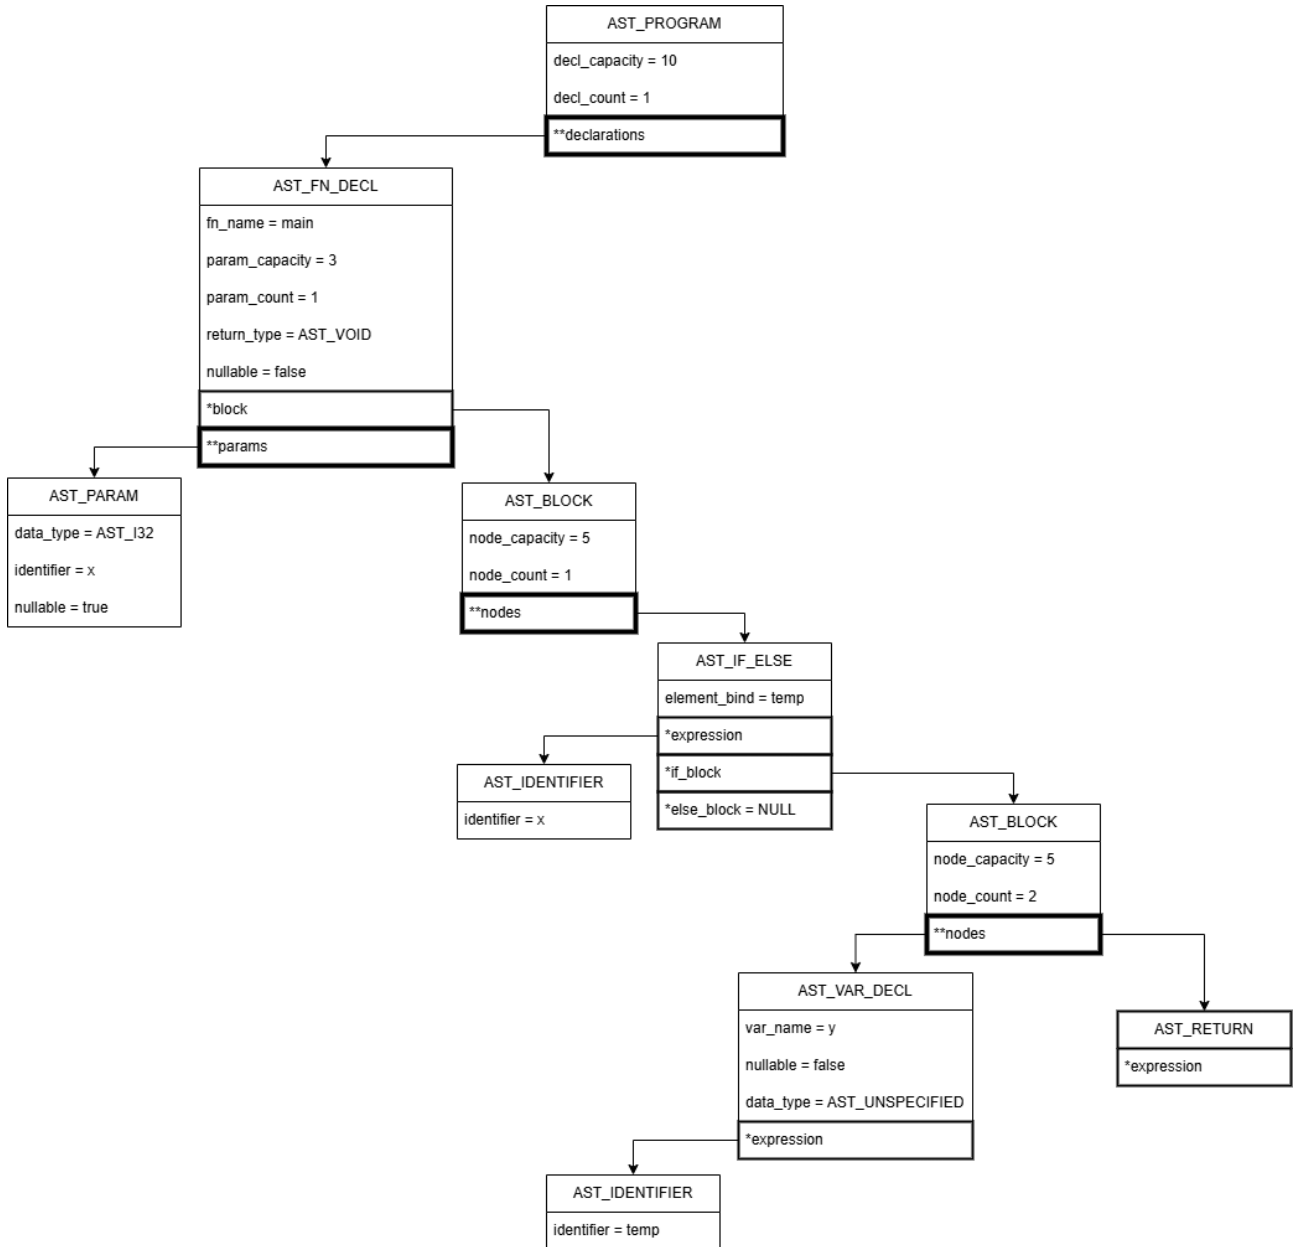 AST_PROGRAM
decl_capacity = 10
decl_count = 1
**declarations
AST_FN_DECL
fn_name = main
param_capacity = 3
param_count = 1
return_type = AST_VOID
nullable = false
*block
**params
AST_PARAM
data_type = AST_I32
identifier = x
nullable = true
AST_BLOCK
node_capacity = 5
node_count = 1
**nodes
AST_IF_ELSE
element_bind = temp
*expression
*if_block
*else_block = NULL
AST_IDENTIFIER
identifier = x
AST_BLOCK
node_capacity = 5
node_count = 2
**nodes
AST_VAR_DECL
var_name = y
nullable = false
data_type = AST_UNSPECIFIED
*expression
AST_RETURN
*expression
AST_IDENTIFIER
identifier = temp